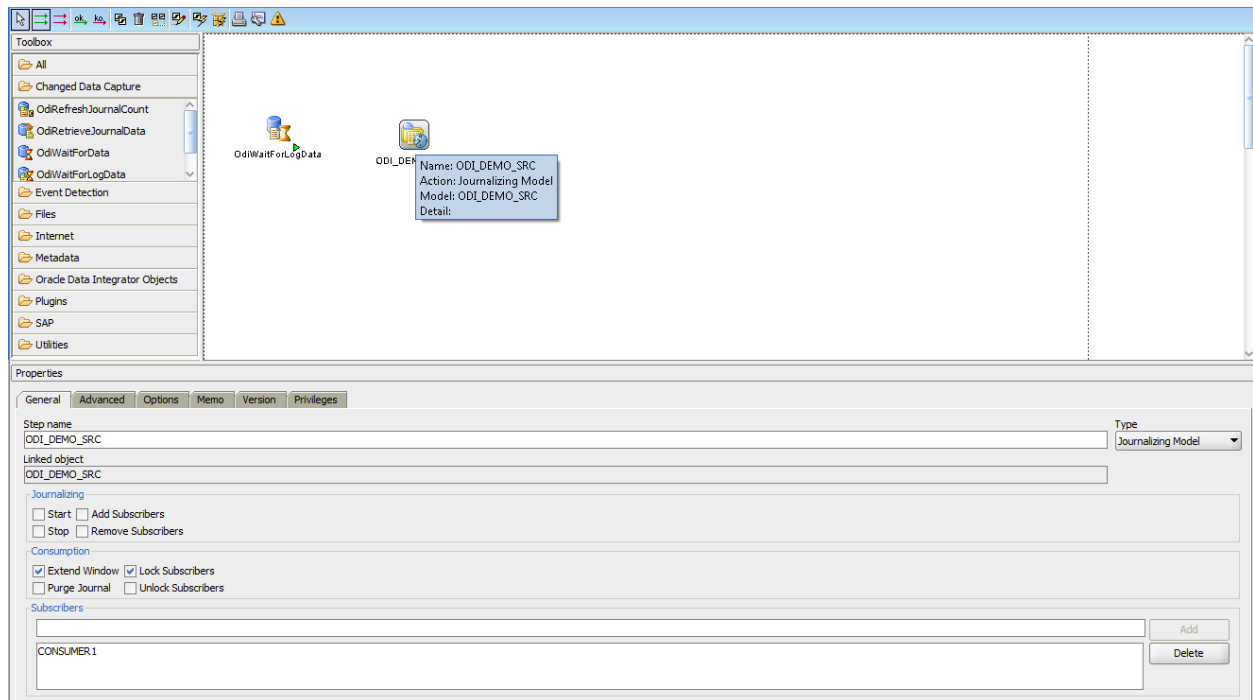 ok
ko
Toolbox
All
Changed Data Capture
OdiRefreshJournalCount
OdiRetrieveJournalData
OdiWaitForData
OdiWaitForLogData
Event Detection
Files
Internet
Metadata
Oracle Data Integrator Objects
Plugins
SAP
Utilities
OdiWaitForLogData
Name: ODI_DEMO_SRC
Action: Journalizing Model
Model: ODI_DEMO_SRC
Detail:
Properties
General Advanced Options Memo Version Privileges
Step name Type
ODI_DEMO_SRC Journalizing Model
Linked object
ODI_DEMO_SRC
Journalizing
Start Add Subscribers
Stop Remove Subscribers
Consumption
Extend Window Lock Subscribers
Purge Journal Unlock Subscribers
Subscribers
Add
CONSUMER1 Delete